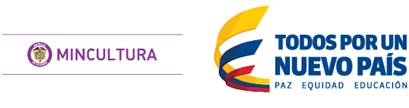 MINCULTURA
TODOS POR UN
NUEVO PAÍS
PAZ EQUIDAD EDUCACIÓN